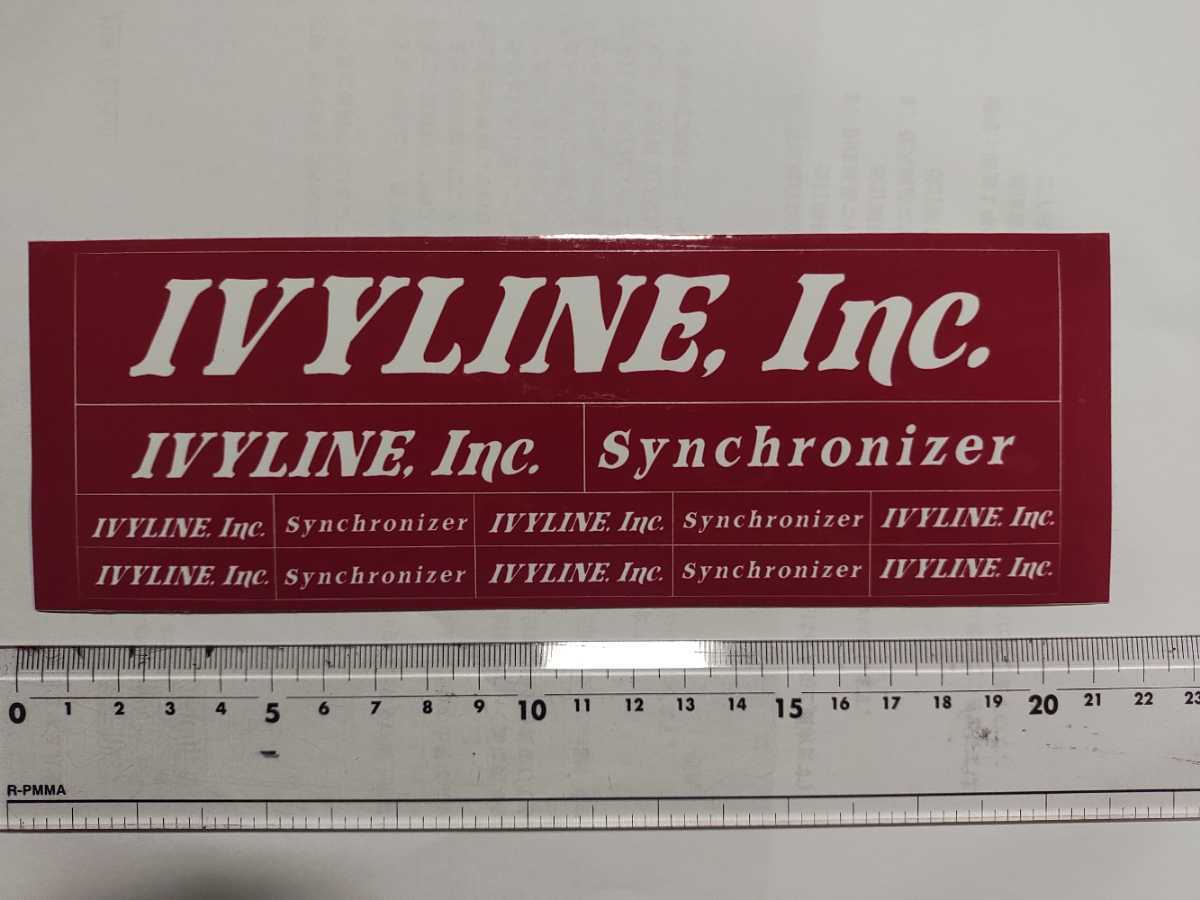 IVYLINE, Inc.
IVYLINE, Inc. Synchronizer
IVYLINE, Inc. Synchronizer IVYLINE, Inc. Synchronizer IVYLINE, Inc.
IVYLINE, Inc. Synchronizer IVYLINE, Inc. Synchronizer IVYLINE, Inc.
0 1 2 3 4 5 6 7 8 9 10 11 12 13 14 15 16 17 18 19 20 21 22 23
R-PMMA